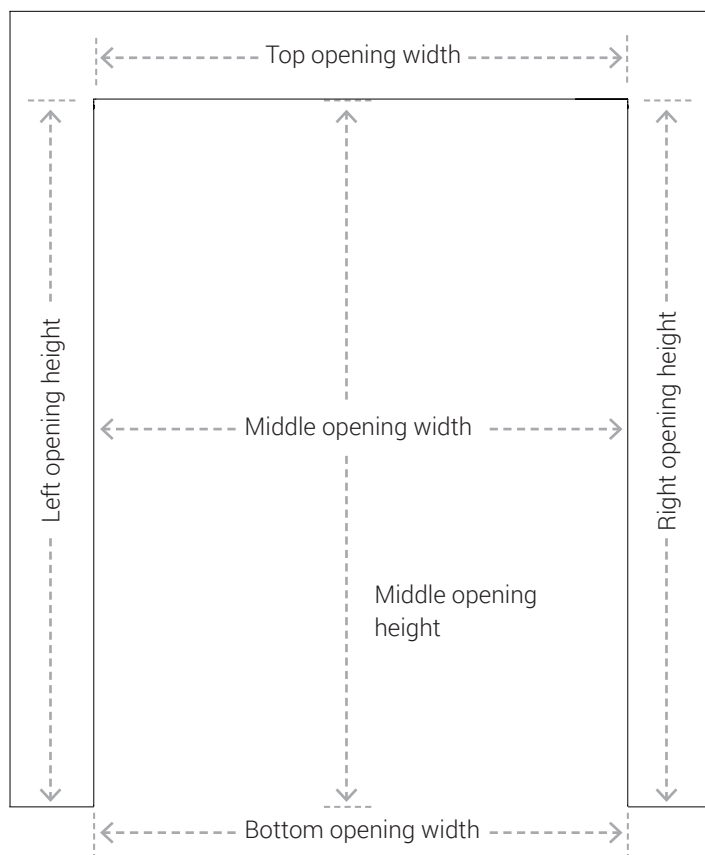 Top opening width
Left opening height
Middle opening width
Right opening height
Middle opening
height
Bottom opening width